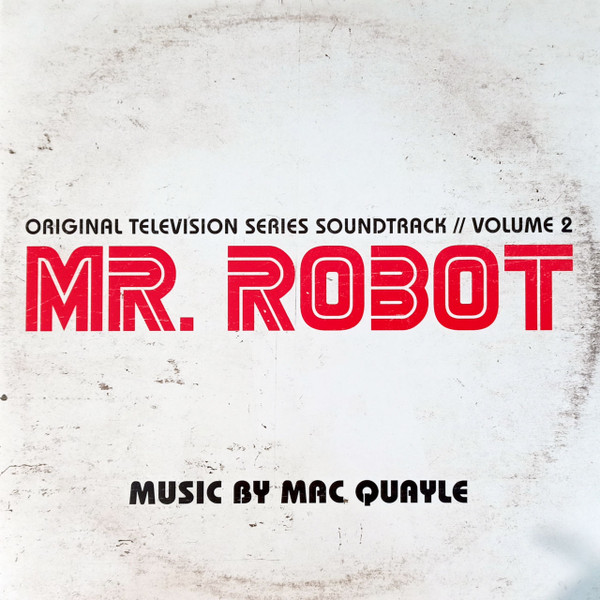 ORIGINAL TELEVISION SERIES SOUNDTRACK // VOLUME 2
MR. ROBOT
MUSIC BY MAC QUAYLE